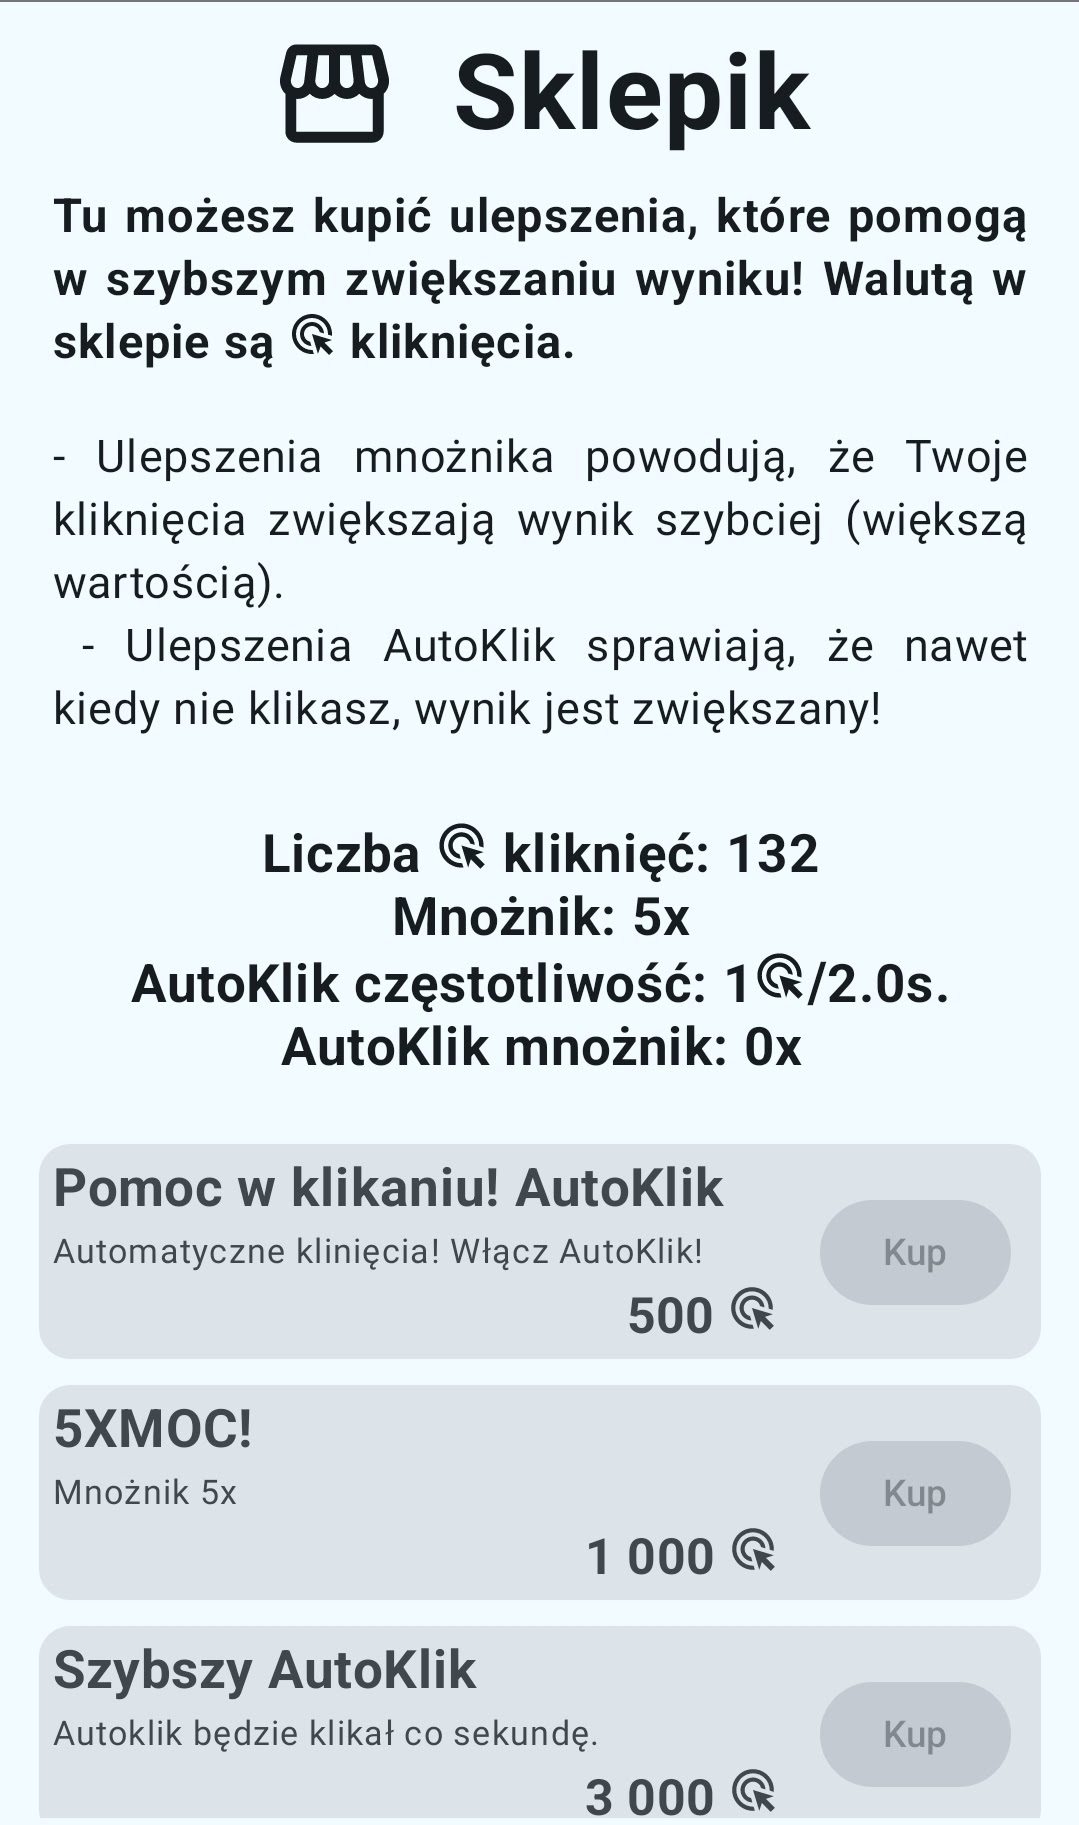 Sklepik
Tu możesz kupić ulepszenia, które pomogą
w szybszym zwiększaniu wyniku! Walutą w
sklepie są kliknięcia.
- Ulepszenia mnożnika powodują, że Twoje
kliknięcia zwiększają wynik szybciej (większą
wartością).
- Ulepszenia AutoKlik sprawiają, że nawet
kiedy nie klikasz, wynik jest zwiększany!
Liczba kliknięć: 132
Mnożnik: 5x
AutoKlik częstotliwość: 1/2.0s.
AutoKlik mnożnik: 0x
Pomoc w klikaniu! AutoKlik
Automatyczne klinięcia! Włącz AutoKlik!
Kup
500
5XMOC!
Mnożnik 5x
Kup
1 000
Szybszy AutoKlik
Autoklik będzie klikał co sekundę.
Kup
3 000